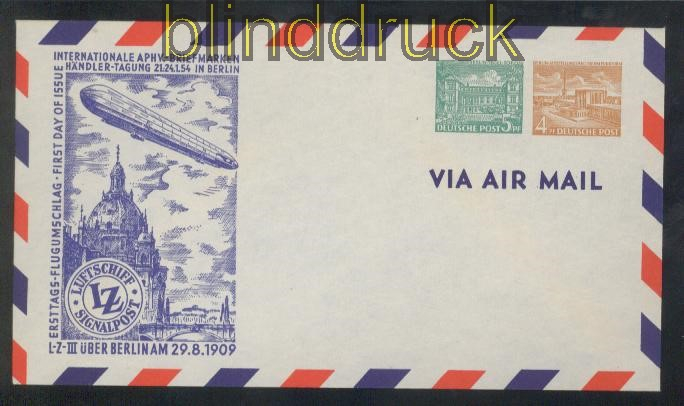 blinddruck
INTERNATIONALE APHV-BRIEFMARKEN
HÄNDLER-TAGUNG 21.-24.1.54 IN BERLIN
ERSTTAGS-FLUGUMSCHLAG · FIRST DAY OF ISSUE
LUFTSCHIFF
LZ
SIGNALPOST
L-Z-III ÜBER BERLIN AM 29.8.1909
DEUTSCHE POST 5 PF
4 PF DEUTSCHE POST
VIA AIR MAIL